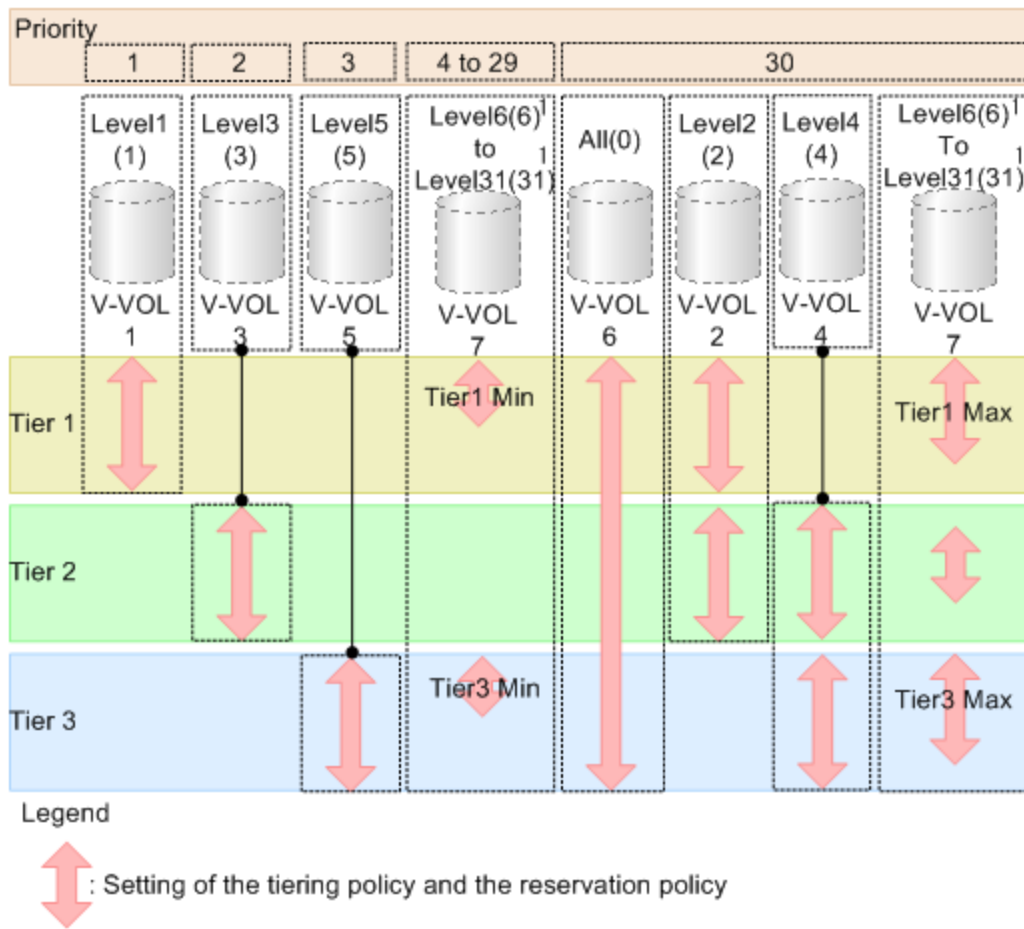 Priority
1
2
3
4 to 29
30
Level1
(1)
V-VOL
1
Level3
(3)
V-VOL
3
Level5
(5)
V-VOL
5
Level6(6)1
to
Level31(31)1
V-VOL
7
All(0)
V-VOL
6
Level2
(2)
V-VOL
2
Level4
(4)
V-VOL
4
Level6(6)1
To
Level31(31)1
V-VOL
7
Tier 1
Tier1 Min
Tier1 Max
Tier 2
Tier 3
Tier3 Min
Tier3 Max
Legend
: Setting of the tiering policy and the reservation policy